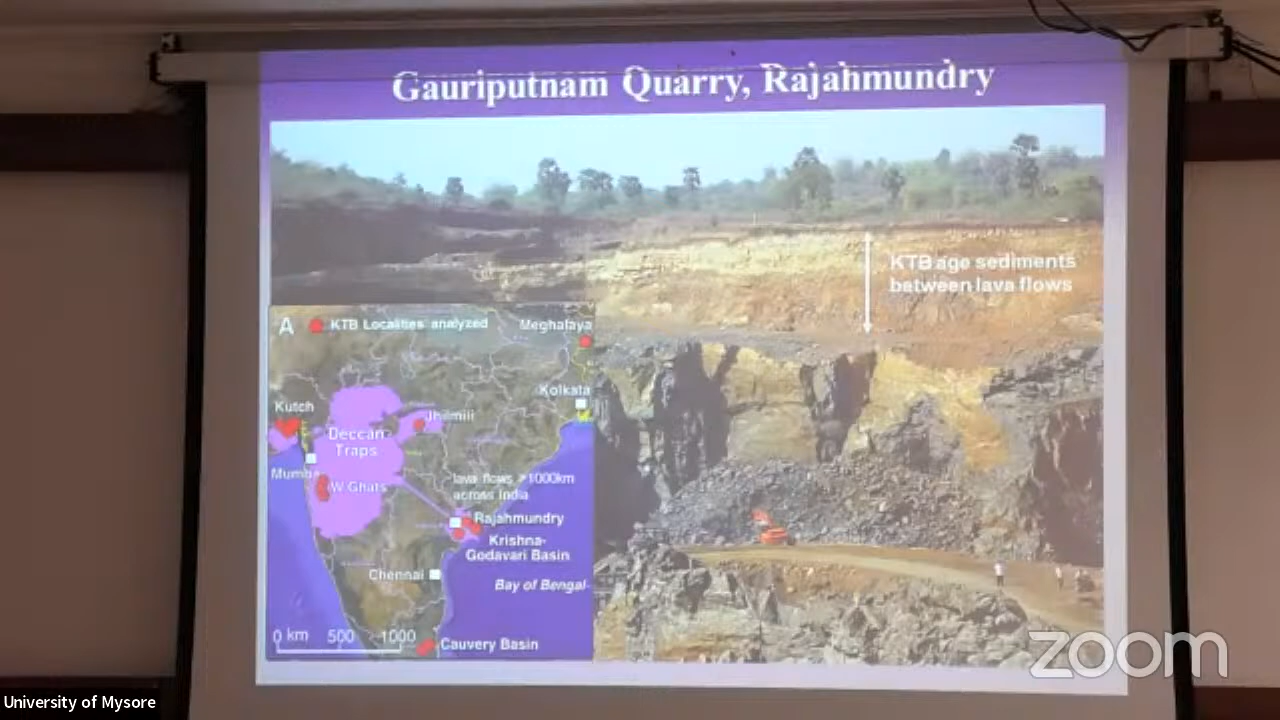 Gauriputnam Quarry, Rajahmundry
KTB age sediments
between lava flows
A
KTB Localities analyzed
Meghalaya
Kolkata
Kutch
Jhilmili
Deccan
Traps
Mumbai
W Ghats
lava flows >1000km
across India
Rajahmundry
Krishna-
Godavari Basin
Chennai
Bay of Bengal
0 km 500 1000
Cauvery Basin
zoom
University of Mysore